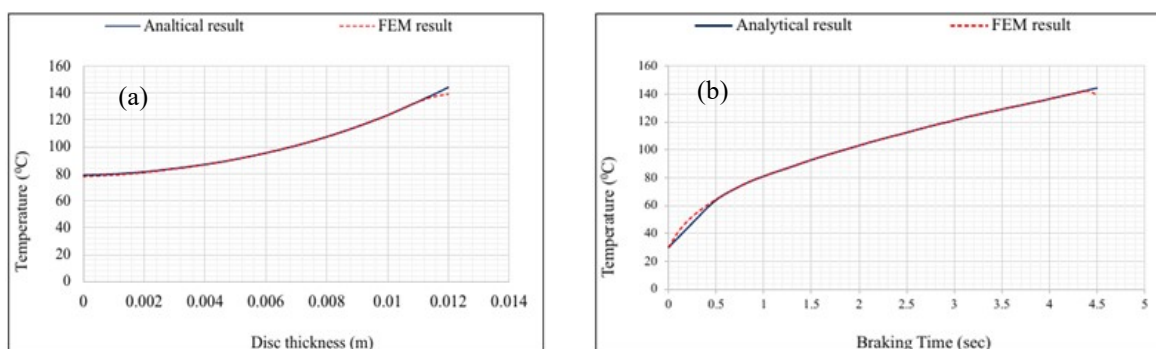 Analtical result FEM result
(a)
Temperature (⁰C)
160
140
120
100
80
60
40
20
0
0 0.002 0.004 0.006 0.008 0.01 0.012 0.014
Disc thickness (m)
Analytical result FEM result
(b)
Temperature (⁰C)
160
140
120
100
80
60
40
20
0
0 0.5 1 1.5 2 2.5 3 3.5 4 4.5 5
Braking Time (sec)